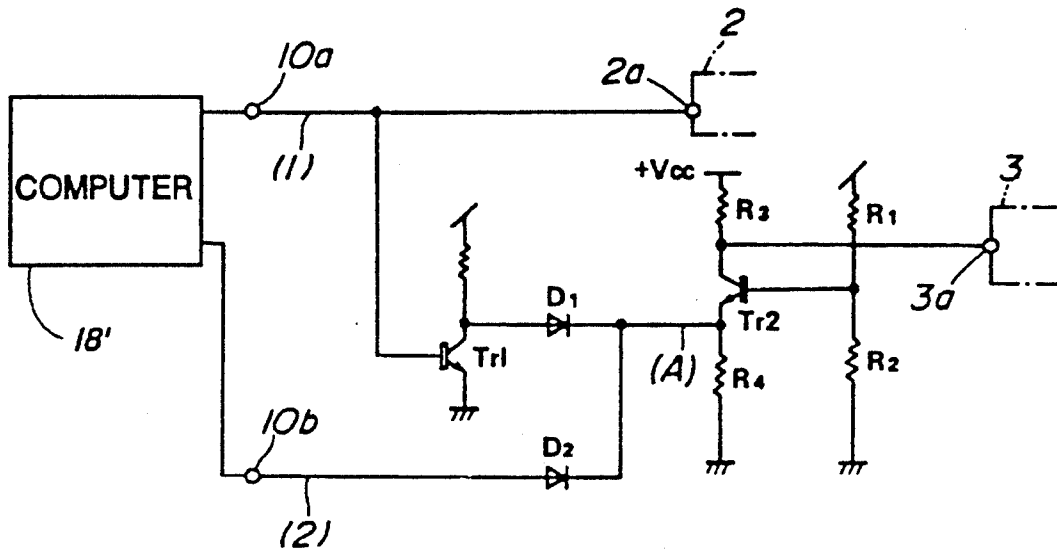 10a
2a
2
(1)
COMPUTER
+Vcc
R3
R1
3
3a
18'
D1
Tr1
Tr2
(A)
R4
R2
10b
D2
(2)